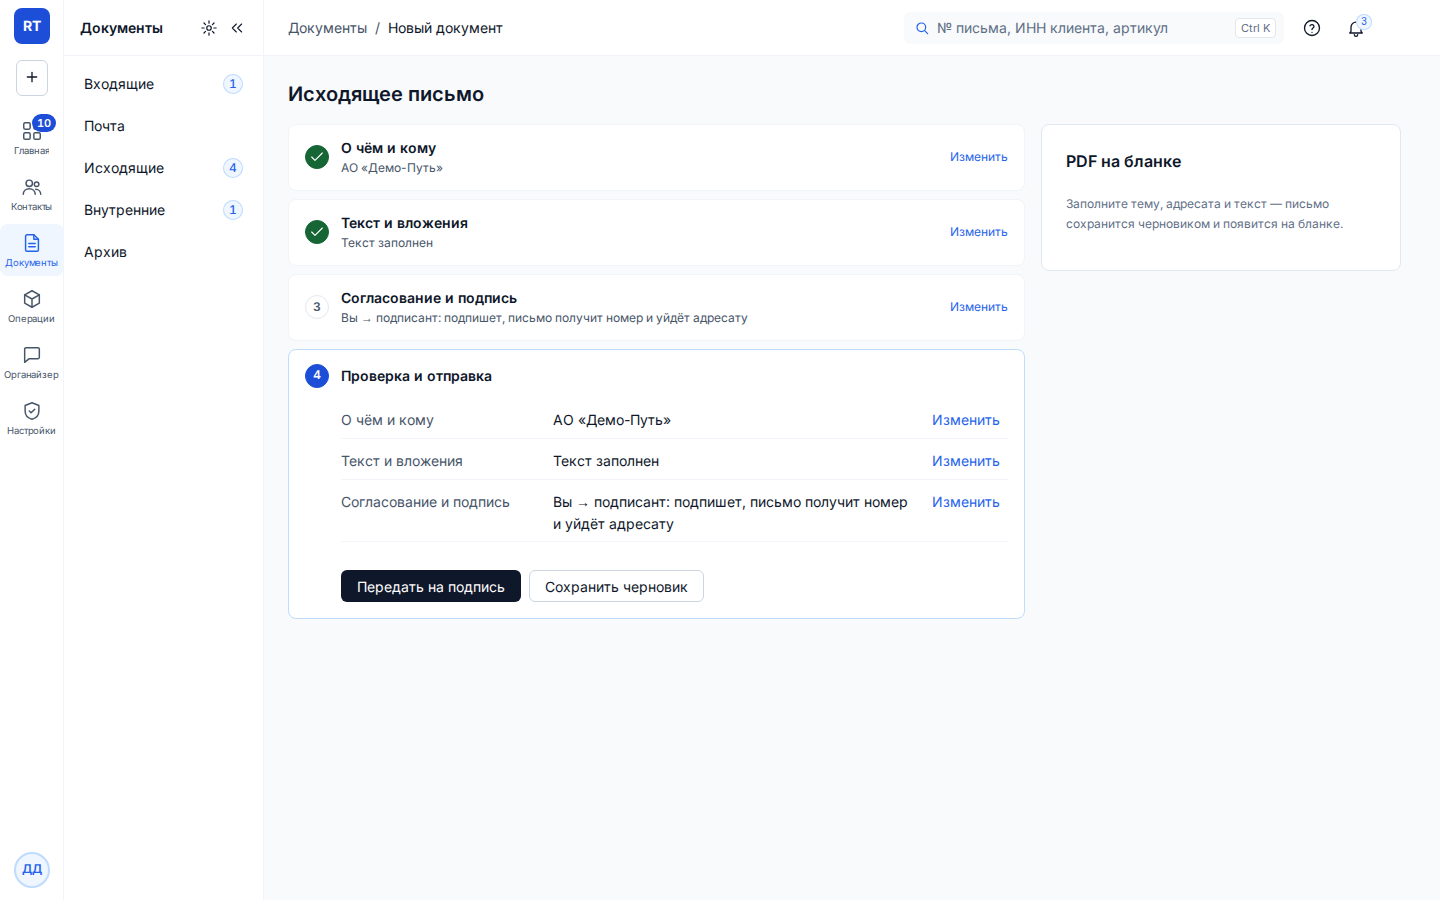 RT
Документы
Документы / Новый документ
№ письма, ИНН клиента, артикул
Ctrl K
3
+
10
Главная
Контакты
Документы
Операции
Органайзер
Настройки
ДД
Входящие 1
Почта
Исходящие 4
Внутренние 1
Архив
Исходящее письмо
О чём и кому
АО «Демо-Путь»
Изменить
Текст и вложения
Текст заполнен
Изменить
3
Согласование и подпись
Вы → подписант: подпишет, письмо получит номер и уйдёт адресату
Изменить
4 Проверка и отправка
О чём и кому АО «Демо-Путь» Изменить
Текст и вложения Текст заполнен Изменить
Согласование и подпись Вы → подписант: подпишет, письмо получит номер Изменить
и уйдёт адресату
Передать на подпись Сохранить черновик
PDF на бланке
Заполните тему, адресата и текст — письмо
сохранится черновиком и появится на бланке.